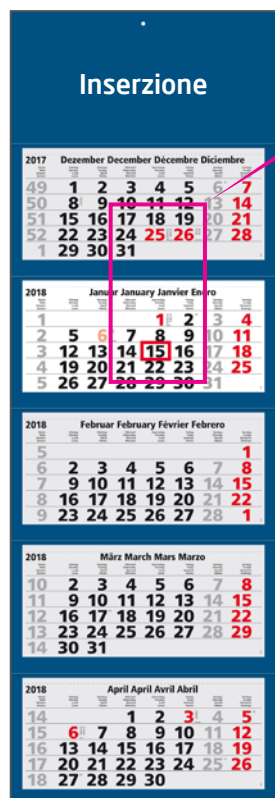 Inserzione
2017 Dezember December Décembre Diciembre
49 1 2 3 4 5 6 7
50 8 9 10 11 12 13 14
51 15 16 17 18 19 20 21
52 22 23 24 25 26 27 28
1 29 30 31
2018 Januar January Janvier Enero
1 1 2 3 4
2 5 6 7 8 9 10 11
3 12 13 14 15 16 17 18
4 19 20 21 22 23 24 25
5 26 27 28 29 30 31
2018 Februar February Février Febrero
5 1
6 2 3 4 5 6 7 8
7 9 10 11 12 13 14 15
8 16 17 18 19 20 21 22
9 23 24 25 26 27 28 1
2018 März March Mars Marzo
10 2 3 4 5 6 7 8
11 9 10 11 12 13 14 15
12 16 17 18 19 20 21 22
13 23 24 25 26 27 28 29
14 30 31
2018 April April Avril Abril
14 1 2 3 4 5
15 6 7 8 9 10 11 12
16 13 14 15 16 17 18 19
17 20 21 22 23 24 25 26
18 27 28 29 30